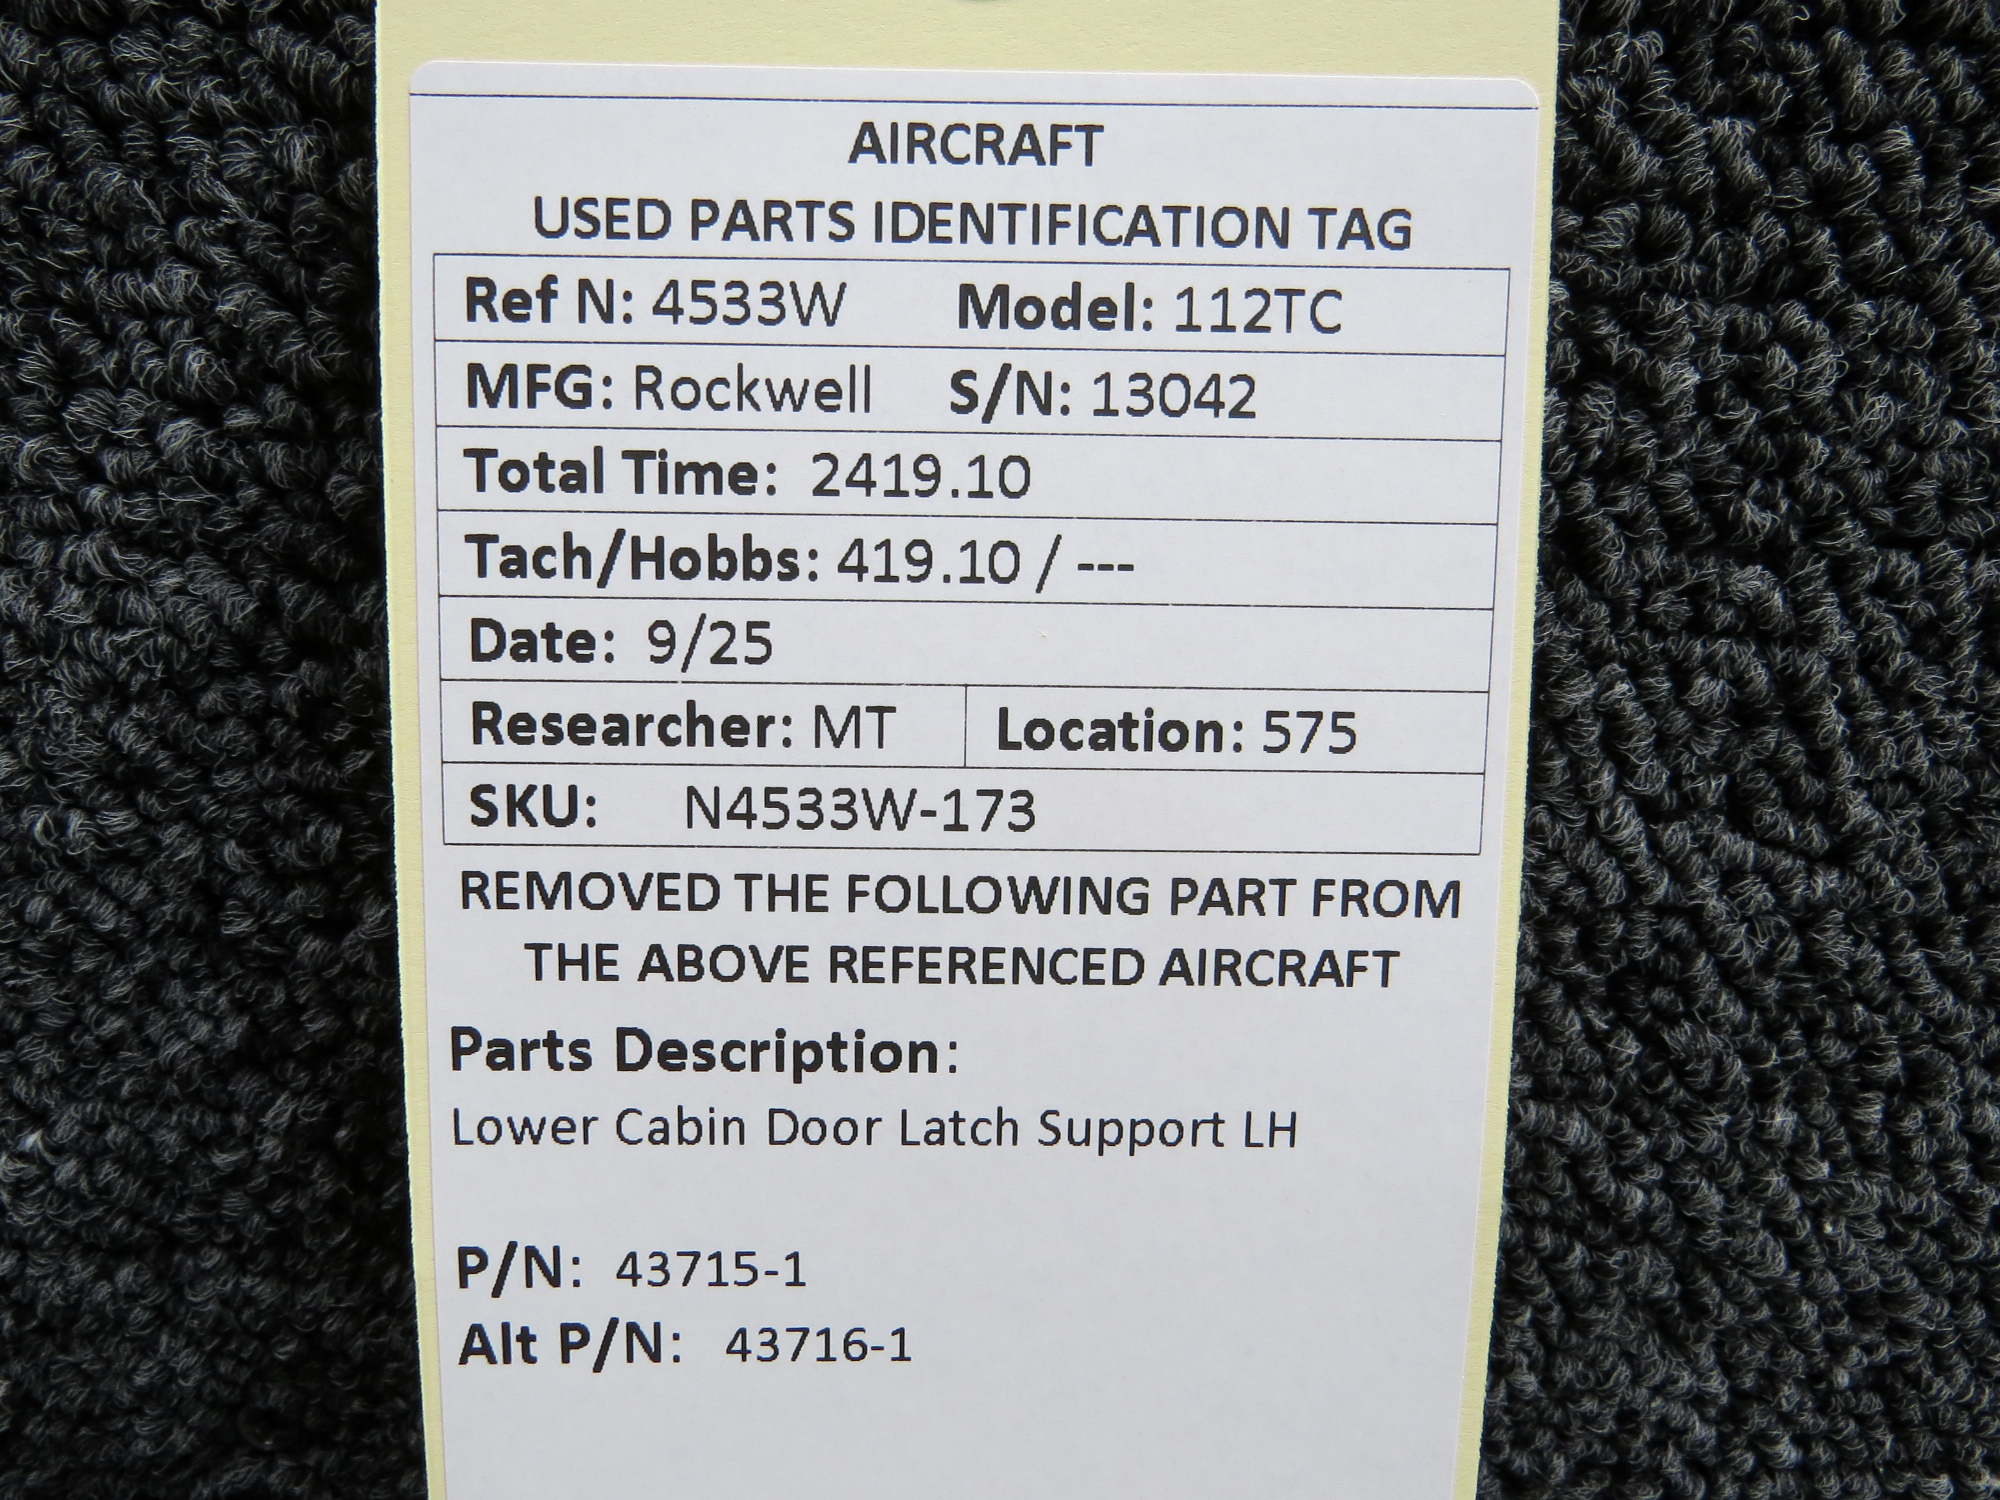 AIRCRAFT
USED PARTS IDENTIFICATION TAG
Ref N: 4533W Model: 112TC
MFG: Rockwell S/N: 13042
Total Time: 2419.10
Tach/Hobbs: 419.10 / ---
Date: 9/25
Researcher: MT Location: 575
SKU: N4533W-173
REMOVED THE FOLLOWING PART FROM
THE ABOVE REFERENCED AIRCRAFT
Parts Description:
Lower Cabin Door Latch Support LH
P/N: 43715-1
Alt P/N: 43716-1